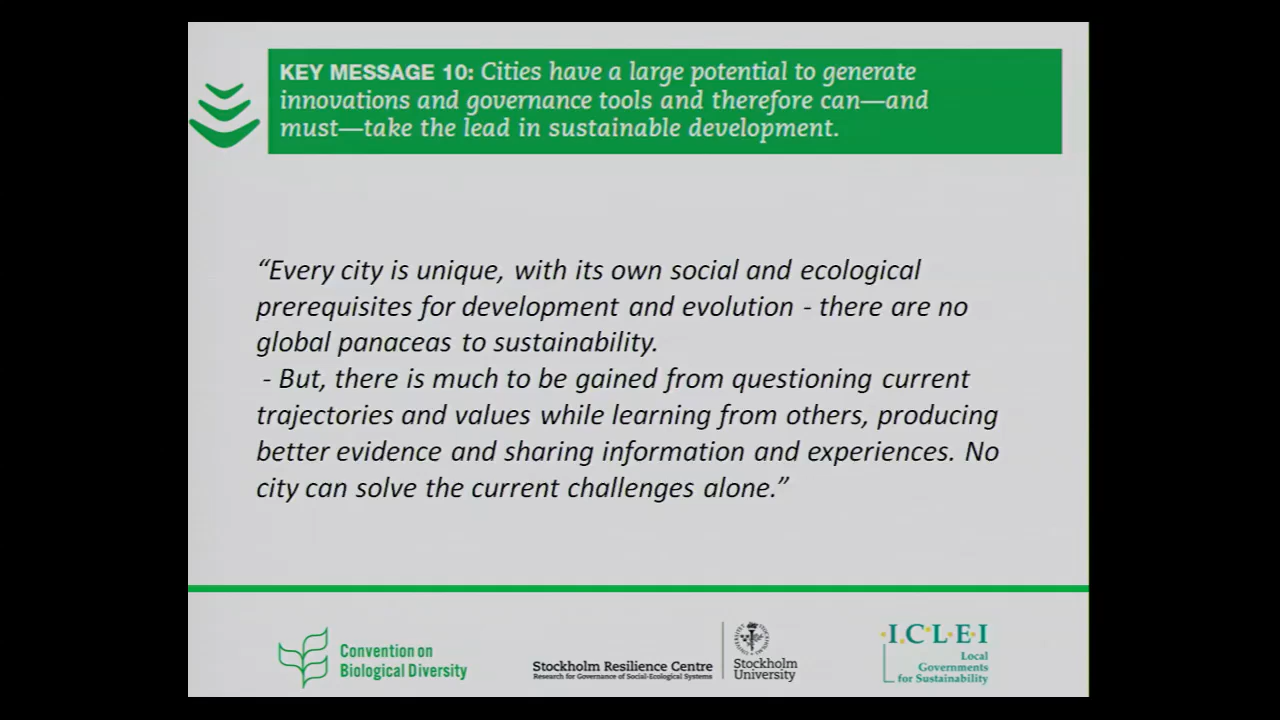 KEY MESSAGE 10: Cities have a large potential to generate
innovations and governance tools and therefore can—and
must—take the lead in sustainable development.
“Every city is unique, with its own social and ecological
prerequisites for development and evolution - there are no
global panaceas to sustainability.
- But, there is much to be gained from questioning current
trajectories and values while learning from others, producing
better evidence and sharing information and experiences. No
city can solve the current challenges alone.”
Convention on
Biological Diversity
Stockholm Resilience Centre
Research for Governance of Social-Ecological Systems
Stockholm
University
·I.C.L.E.I
Local
Governments
for Sustainability